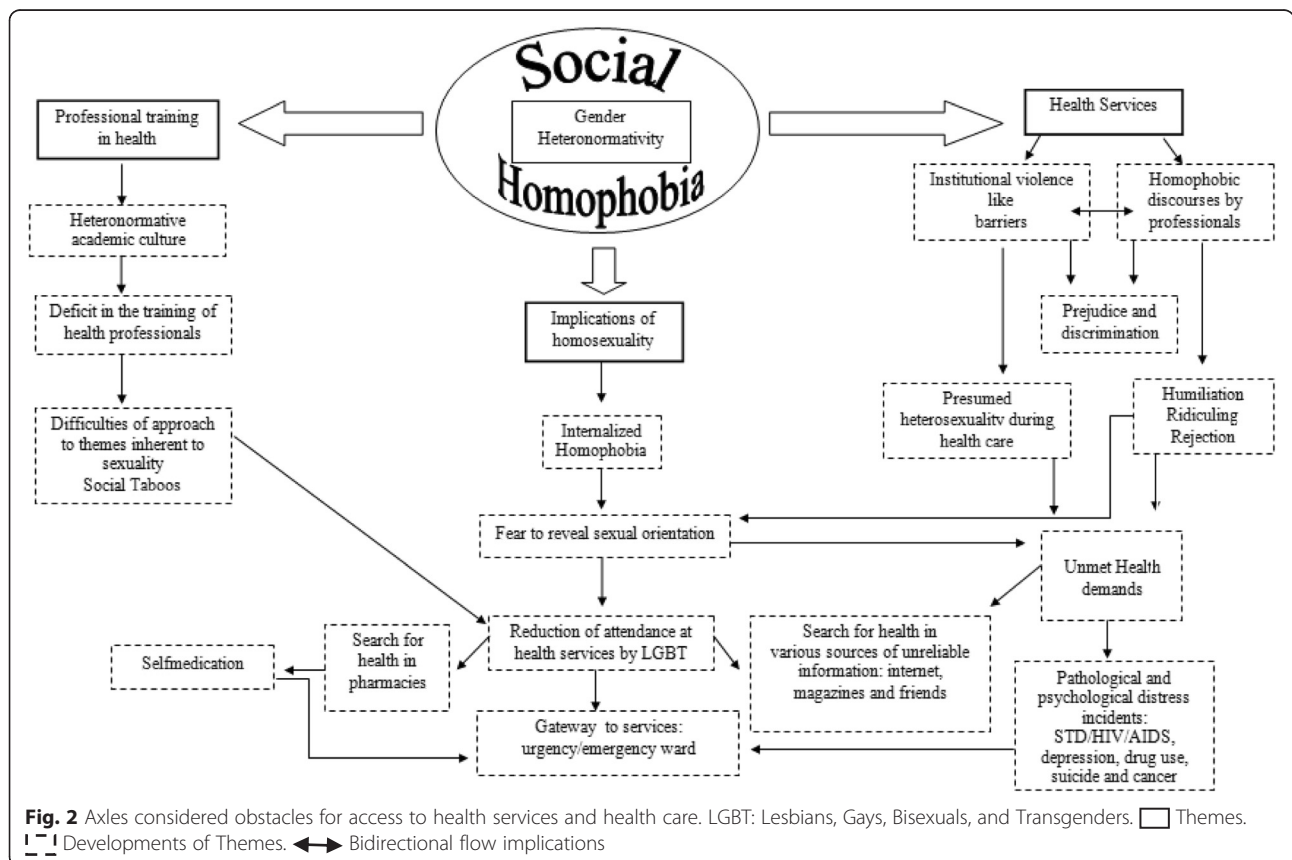 Social
Gender
Heteronormativity
Homophobia
Professional training
in health
Heteronormative
academic culture
Deficit in the training of
health professionals
Difficulties of approach
to themes inherent to
sexuality
Social Taboos
Implications of
homosexuality
Internalized
Homophobia
Fear to reveal sexual orientation
Reduction of attendance at
health services by LGBT
Search for
health in
pharmacies
Selfmedication
Gateway to services:
urgency/emergency ward
Health Services
Institutional violence
like
barriers
Homophobic
discourses by
professionals
Prejudice and
discrimination
Presumed
heterosexuality during
health care
Humiliation
Ridiculing
Rejection
Unmet Health
demands
Search for health in
various sources of unreliable
information: internet,
magazines and friends
Pathological and
psychological distress
incidents:
STD/HIV/AIDS,
depression, drug use,
suicide and cancer
Fig. 2 Axles considered obstacles for access to health services and health care. LGBT: Lesbians, Gays, Bisexuals, and Transgenders. Themes.
Developments of Themes. Bidirectional flow implications